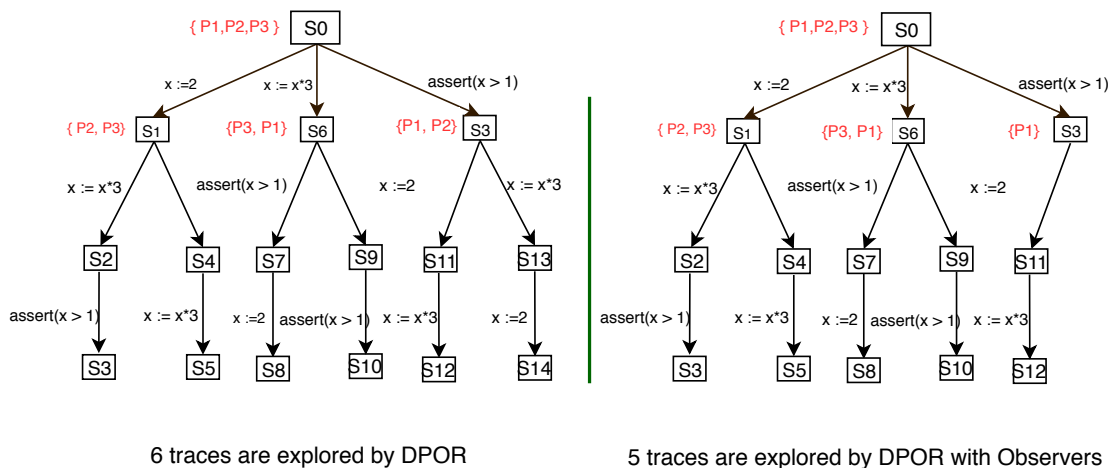 { P1,P2,P3 } S0
x :=2 x := x*3 assert(x > 1)
{ P2, P3} S1 {P3, P1} S6 {P1, P2} S3
x := x*3 assert(x > 1) x :=2 x := x*3
S2 S4 S7 S9 S11 S13
assert(x > 1) x := x*3 x :=2 assert(x > 1) x := x*3 x := 2
S3 S5 S8 S10 S12 S14
6 traces are explored by DPOR
{ P1,P2,P3 } S0
x :=2 x := x*3 assert(x > 1)
{ P2, P3} S1 {P3, P1} S6 {P1} S3
x := x*3 assert(x > 1) x :=2
S2 S4 S7 S9 S11
assert(x > 1) x := x*3 x := 2 assert(x > 1) x := x*3
S3 S5 S8 S10 S12
5 traces are explored by DPOR with Observers